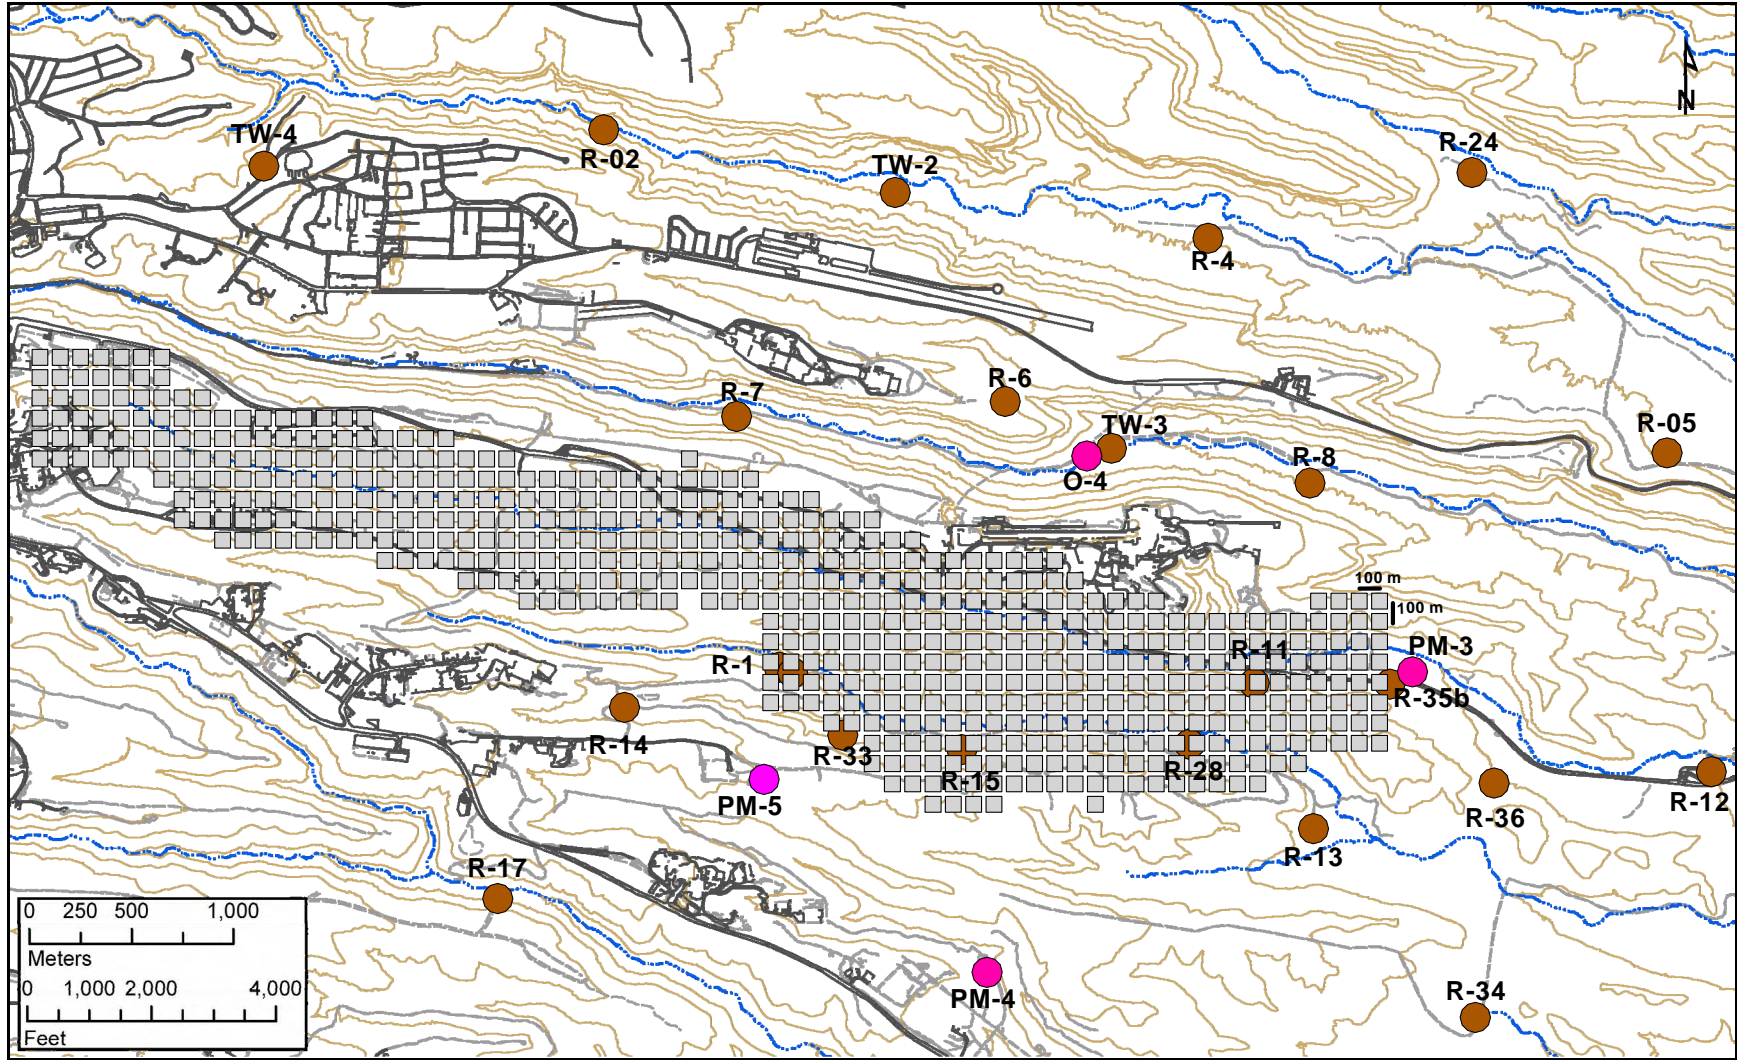 N
TW-4
R-02
TW-2
R-24
R-4
R-7
R-6
TW-3
O-4
R-8
R-05
100 m
100 m
R-1
R-11
PM-3
R-35b
R-14
R-33
R-15
R-28
PM-5
R-36
R-12
R-13
R-17
PM-4
R-34
0 250 500 1,000
Meters
0 1,000 2,000 4,000
Feet